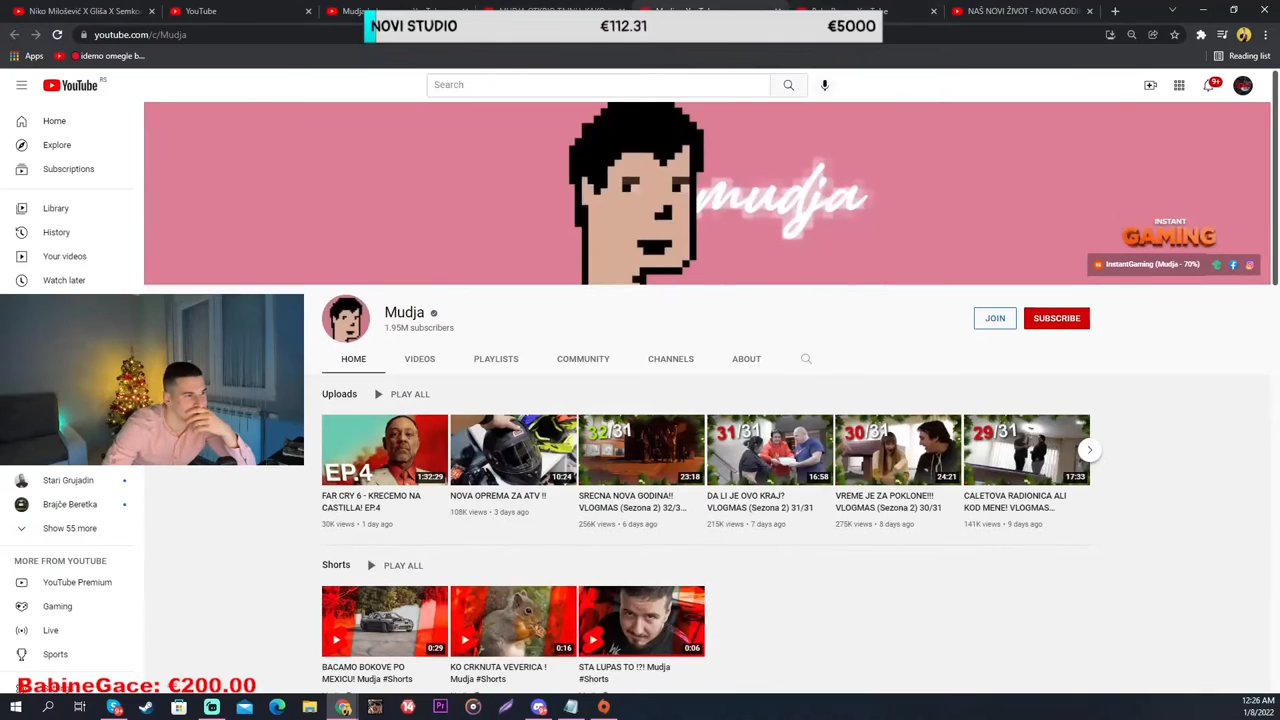 Niko Milošević X Gliša X Semko
YouTube
NAŠ NOVI ŽIVOT - NOVA GODI
NOVI STUDIO €112.31 €5000
youtube.com/c/Mudja
Apps
idemo omegle b...
Reading list
YouTube RS
Search
9+
Home
Explore
Subscriptions
Library
History
Your videos
Watch later
mudja
INSTANT
GAMING
InstantGaming (Mudja - 70%)
Mudja
1.95M subscribers
JOIN
SUBSCRIBE
HOME VIDEOS PLAYLISTS COMMUNITY CHANNELS ABOUT
Uploads PLAY ALL
EP.4
1:32:29
10:24
32/31
23:18
31/31
16:58
30/31
24:21
29/31
17:33
FAR CRY 6 - KRECEMO NA
CASTILLA! EP.4
30K views • 1 day ago
NOVA OPREMA ZA ATV !!
108K views • 3 days ago
SRECNA NOVA GODINA!!
VLOGMAS (Sezona 2) 32/3...
256K views • 6 days ago
DA LI JE OVO KRAJ?
VLOGMAS (Sezona 2) 31/31
215K views • 7 days ago
VREME JE ZA POKLONE!!!
VLOGMAS (Sezona 2) 30/31
275K views • 8 days ago
CALETOVA RADIONICA ALI
KOD MENE! VLOGMAS...
141K views • 9 days ago
Stari Grujadin
Brajče Beretka
Show 55 more
MORE FROM YOUTUBE
YouTube Premium
Gaming
Live
Sports
Shorts PLAY ALL
0:29
0:16
0:06
BACAMO BOKOVE PO
MEXICU! Mudja #Shorts
KO CRKNUTA VEVERICA !
Mudja #Shorts
STA LUPAS TO !?! Mudja
#Shorts
BabineGace: €200.00
12:26 AM
1/8/2022